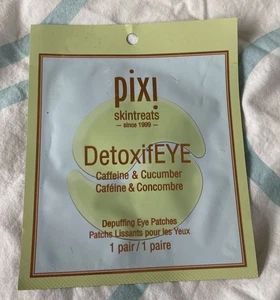 pixi
skintreats
— since 1999 —
DetoxifEYE
Caffeine & Cucumber
Caféine & Concombre
Depuffing Eye Patches
Patchs Lissants pour les Yeux
1 pair / 1 paire